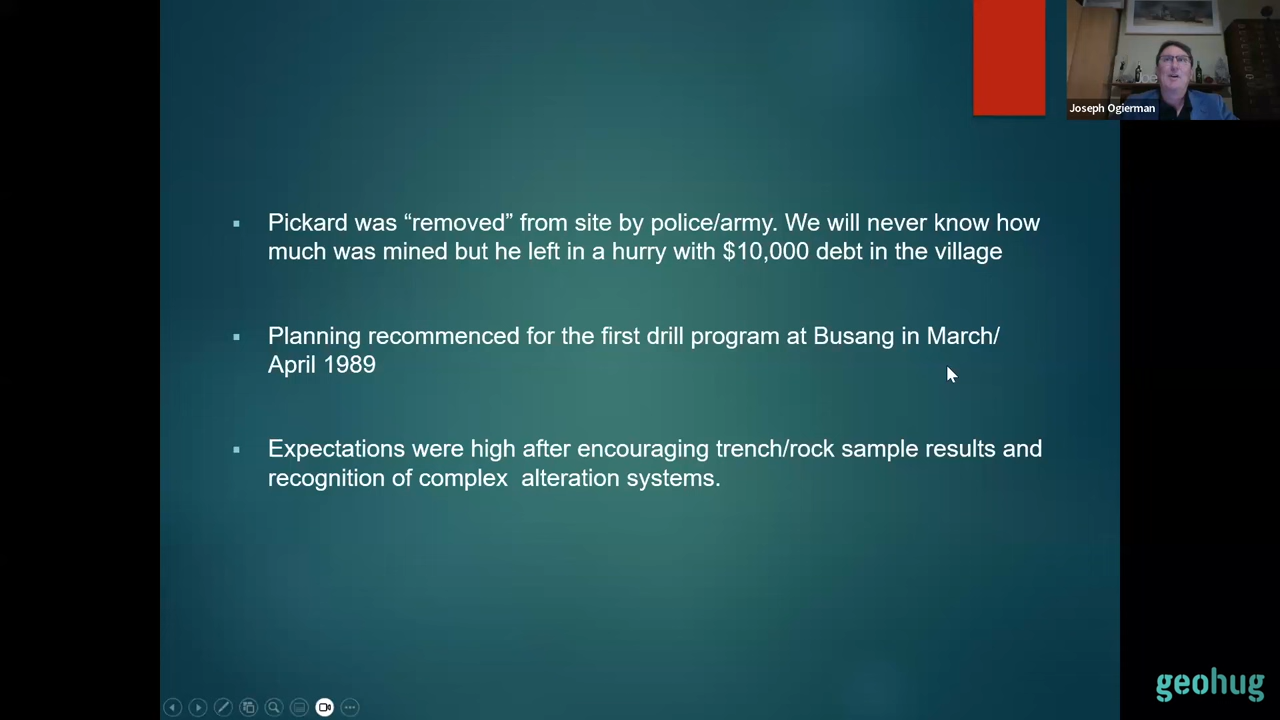 Joseph Ogierman
Pickard was “removed” from site by police/army. We will never know how
much was mined but he left in a hurry with $10,000 debt in the village
Planning recommenced for the first drill program at Busang in March/
April 1989
Expectations were high after encouraging trench/rock sample results and
recognition of complex  alteration systems.
geohug